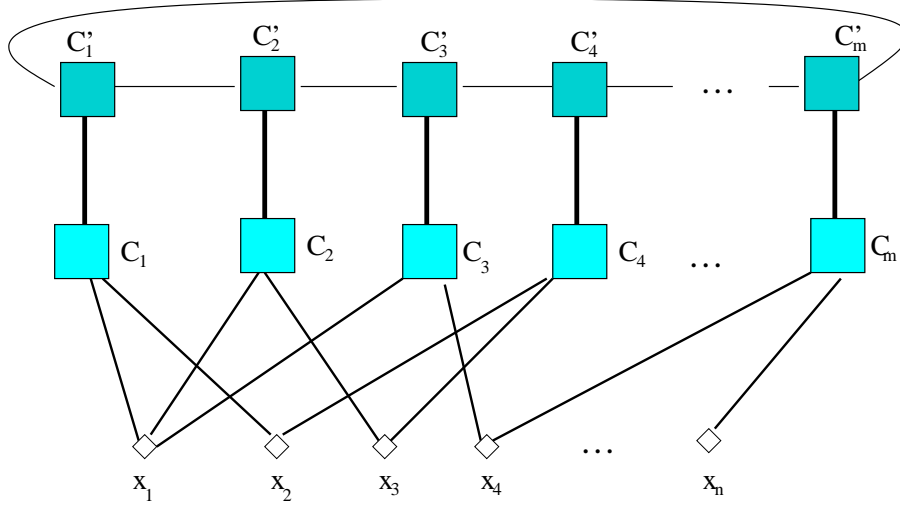 C'₁ C'₂ C'₃ C'₄ C'ₘ
...
C₁ C₂ C₃ C₄ ... Cₘ
...
x₁ x₂ x₃ x₄ xₙ